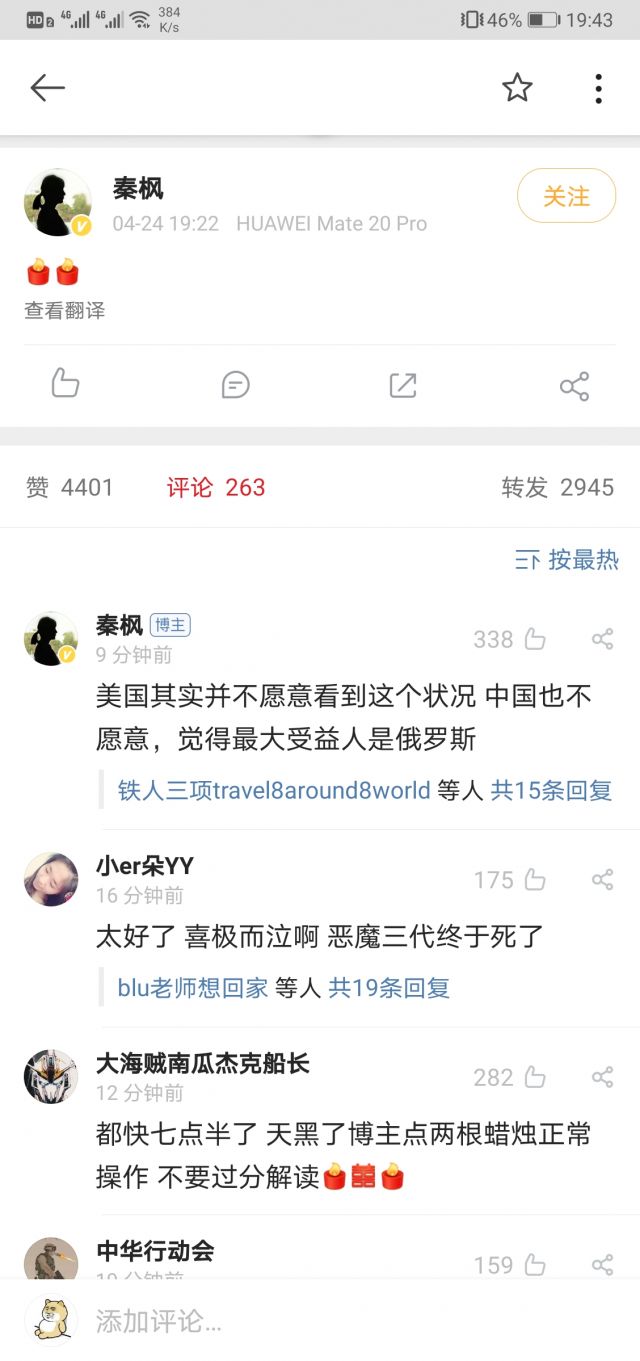 HD 2 4G 4G 384 K/s 46% 19:43
秦枫
关注
04-24 19:22 HUAWEI Mate 20 Pro
查看翻译
赞 4401 评论 263 转发 2945
按最热
秦枫 博主
338
9 分钟前
美国其实并不愿意看到这个状况 中国也不
愿意，觉得最大受益人是俄罗斯
铁人三项travel8around8world 等人 共15条回复
小er朵YY
175
16 分钟前
太好了 喜极而泣啊 恶魔三代终于死了
blu老师想回家 等人 共19条回复
大海贼南瓜杰克船长
282
12 分钟前
都快七点半了 天黑了博主点两根蜡烛正常
操作 不要过分解读🕯️囍🕯️
中华行动会
159
添加评论...